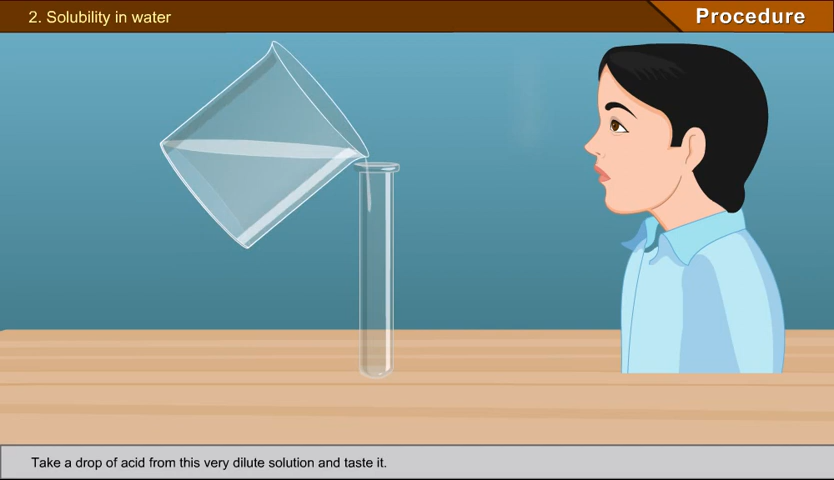 2. Solubility in water
Procedure
Take a drop of acid from this very dilute solution and taste it.